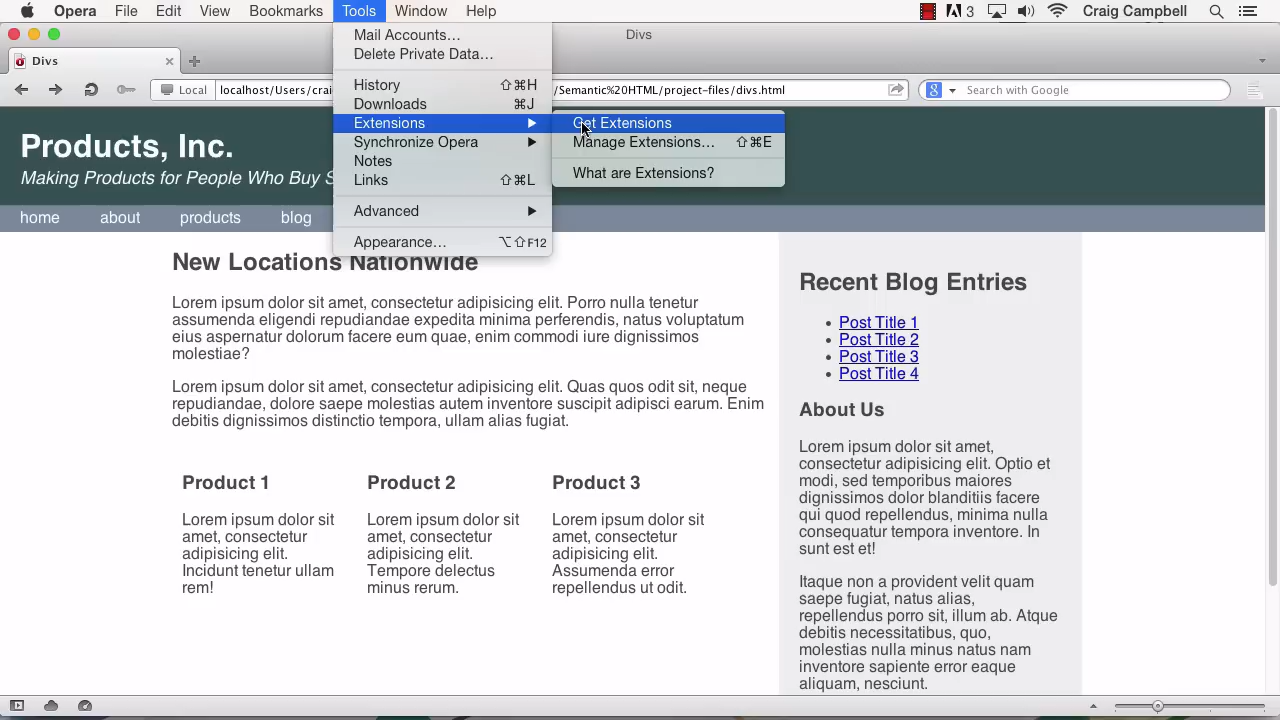 Opera File Edit View Bookmarks Tools Window Help 3 Craig Campbell
Divs
Divs
Local localhost/Users/crai /Semantic%20HTML/project-files/divs.html Search with Google
Mail Accounts…
Delete Private Data…
History ⇧⌘H
Downloads ⌘J
Extensions
Synchronize Opera
Notes
Links ⇧⌘L
Advanced
Appearance… ⌥⇧F12
Get Extensions
Manage Extensions… ⇧⌘E
What are Extensions?
Products, Inc.
Making Products for People Who Buy S
home about products blog
New Locations Nationwide
Lorem ipsum dolor sit amet, consectetur adipisicing elit. Porro nulla tenetur
assumenda eligendi repudiandae expedita minima perferendis, natus voluptatum
eius aspernatur dolorum facere eum quae, enim commodi iure dignissimos
molestiae?
Lorem ipsum dolor sit amet, consectetur adipisicing elit. Quas quos odit sit, neque
repudiandae, dolore saepe molestias autem inventore suscipit adipisci earum. Enim
debitis dignissimos distinctio tempora, ullam alias fugiat.
Product 1
Lorem ipsum dolor sit
amet, consectetur
adipisicing elit.
Incidunt tenetur ullam
rem!
Product 2
Lorem ipsum dolor sit
amet, consectetur
adipisicing elit.
Tempore delectus
minus rerum.
Product 3
Lorem ipsum dolor sit
amet, consectetur
adipisicing elit.
Assumenda error
repellendus ut odit.
Recent Blog Entries
• Post Title 1
• Post Title 2
• Post Title 3
• Post Title 4
About Us
Lorem ipsum dolor sit amet,
consectetur adipisicing elit. Optio et
modi, sed temporibus maiores
dignissimos dolor blanditiis facere
qui quod repellendus, minima nulla
consequatur tempora inventore. In
sunt est et!
Itaque non a provident velit quam
saepe fugiat, natus alias,
repellendus porro sit, illum ab. Atque
debitis necessitatibus, quo,
molestias nulla minus natus nam
inventore sapiente error eaque
aliquam, nesciunt.